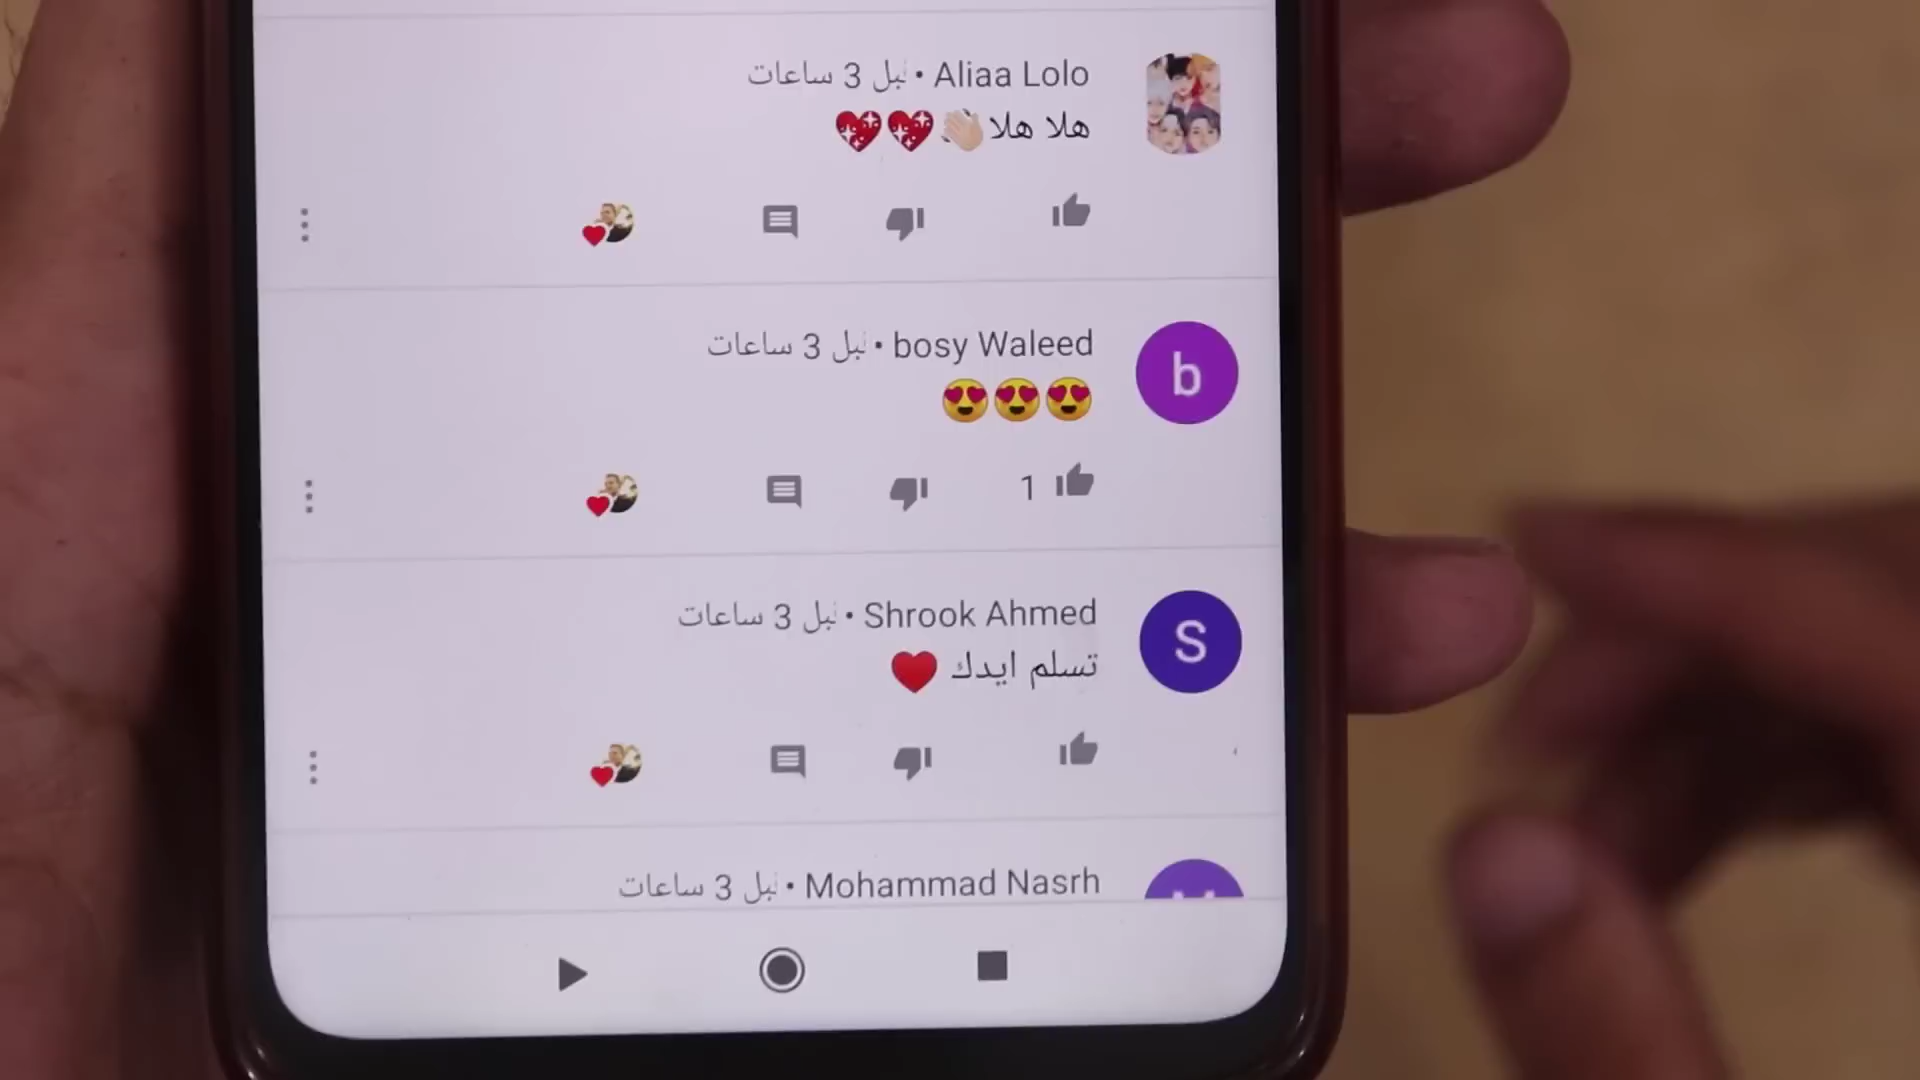 Aliaa Lolo • قبل 3 ساعات
هلا هلا👋🏻💖💖
bosy Waleed • قبل 3 ساعات
b
😍😍😍
1
Shrook Ahmed • قبل 3 ساعات
S
تسلم ايدك ❤️
Mohammad Nasrh • قبل 3 ساعات